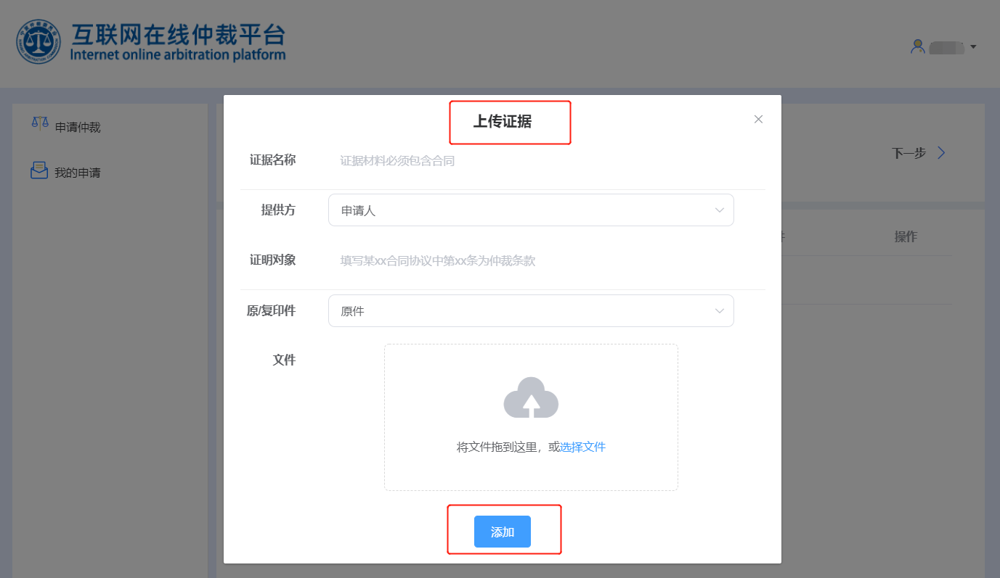 互联网在线仲裁平台
Internet online arbitration platform
申请仲裁
我的申请
下一步
操作
上传证据
证据名称
证据材料必须包含合同
提供方
申请人
证明对象
填写某xx合同协议中第xx条为仲裁条款
原/复印件
原件
文件
将文件拖到这里，或选择文件
添加